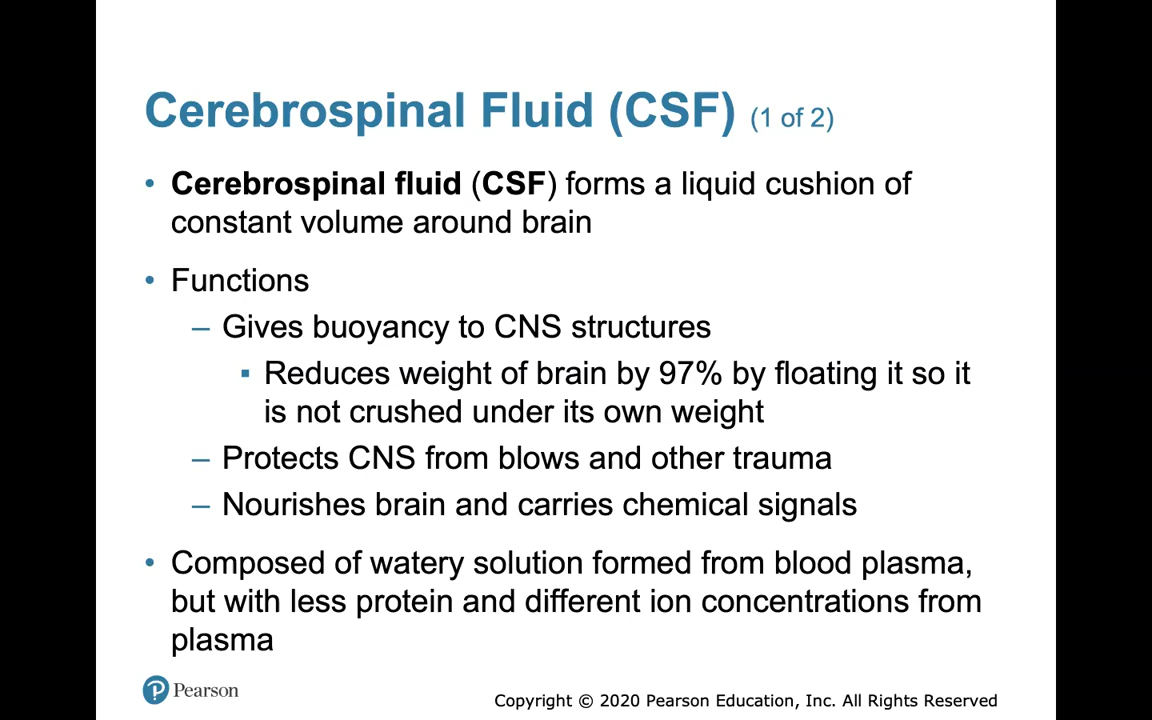 Cerebrospinal Fluid (CSF) (1 of 2)
• Cerebrospinal fluid (CSF) forms a liquid cushion of
constant volume around brain
• Functions
– Gives buoyancy to CNS structures
▪ Reduces weight of brain by 97% by floating it so it
is not crushed under its own weight
– Protects CNS from blows and other trauma
– Nourishes brain and carries chemical signals
• Composed of watery solution formed from blood plasma,
but with less protein and different ion concentrations from
plasma
P Pearson
Copyright © 2020 Pearson Education, Inc. All Rights Reserved